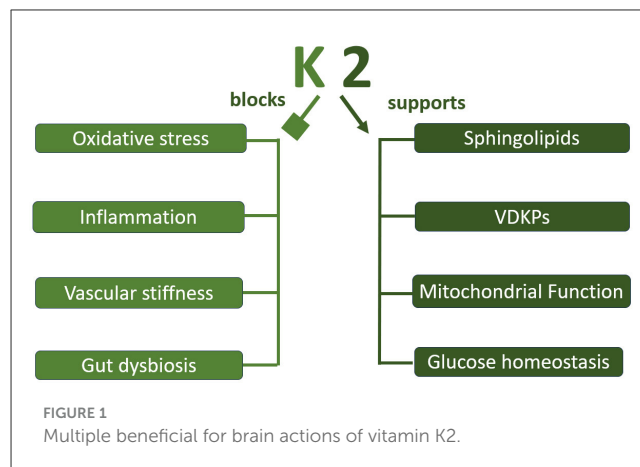 K 2
blocks
supports
Oxidative stress
Inflammation
Vascular stiffness
Gut dysbiosis
Sphingolipids
VDKPs
Mitochondrial Function
Glucose homeostasis
FIGURE 1
Multiple beneficial for brain actions of vitamin K2.